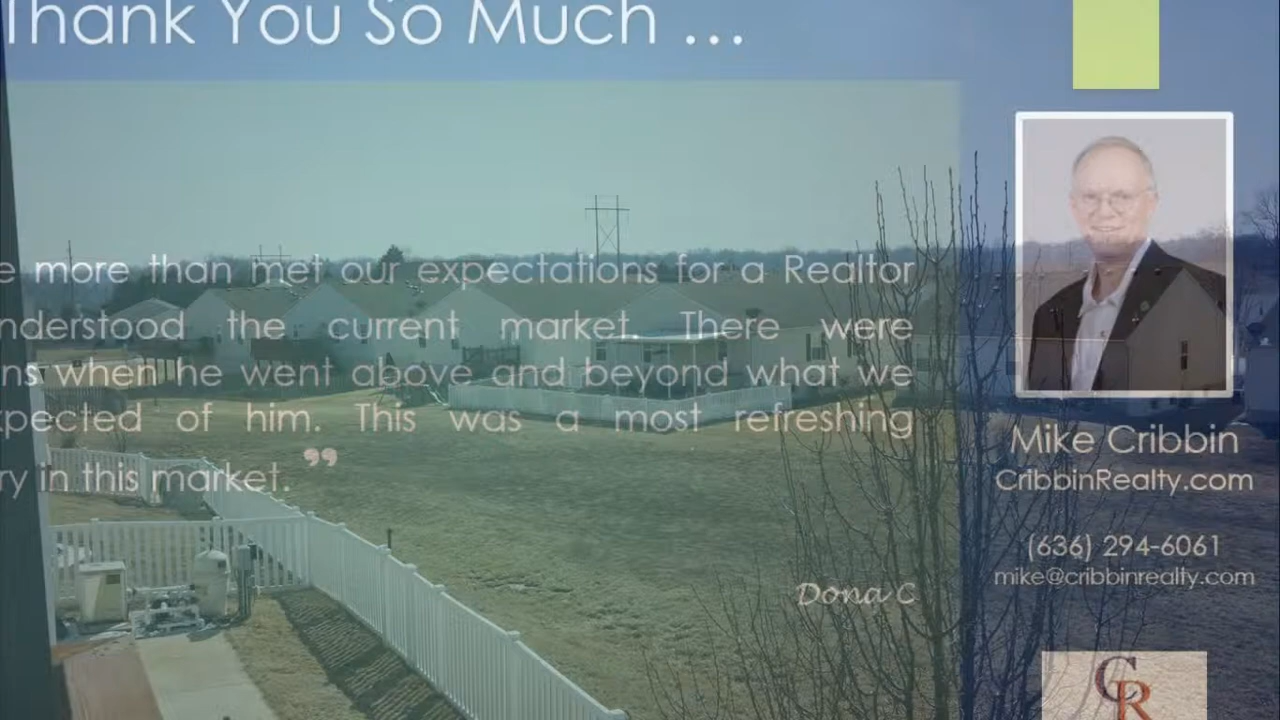 Thank You So Much ...
e more than met our expectations for a Realtor
nderstood the current market. There were
ns when he went above and beyond what we
xpected of him. This was a most refreshing
ry in this market. ”
Dona C
Mike Cribbin
CribbinRealty.com
(636) 294-6061
mike@cribbinrealty.com
CR